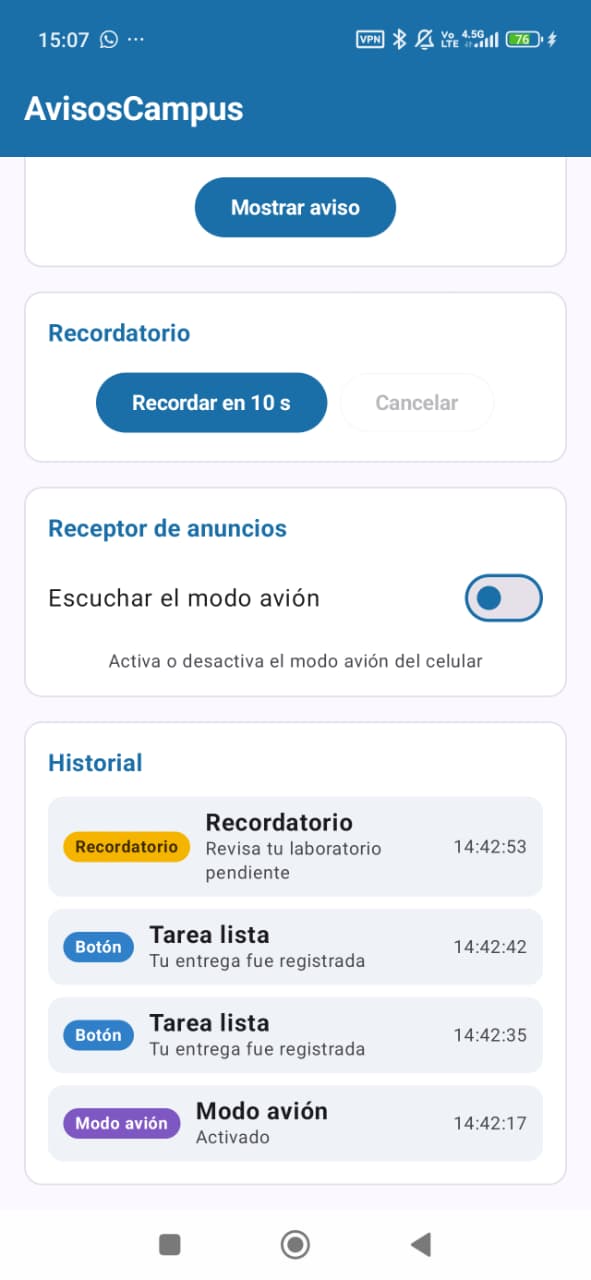 15:07 ...
VPN Vo LTE 4.5G 76
AvisosCampus
Mostrar aviso
Recordatorio
Recordar en 10 s Cancelar
Receptor de anuncios
Escuchar el modo avión
Activa o desactiva el modo avión del celular
Historial
Recordatorio
Recordatorio
Revisa tu laboratorio
pendiente
14:42:53
Botón
Tarea lista
Tu entrega fue registrada
14:42:42
Botón
Tarea lista
Tu entrega fue registrada
14:42:35
Modo avión
Modo avión
Activado
14:42:17